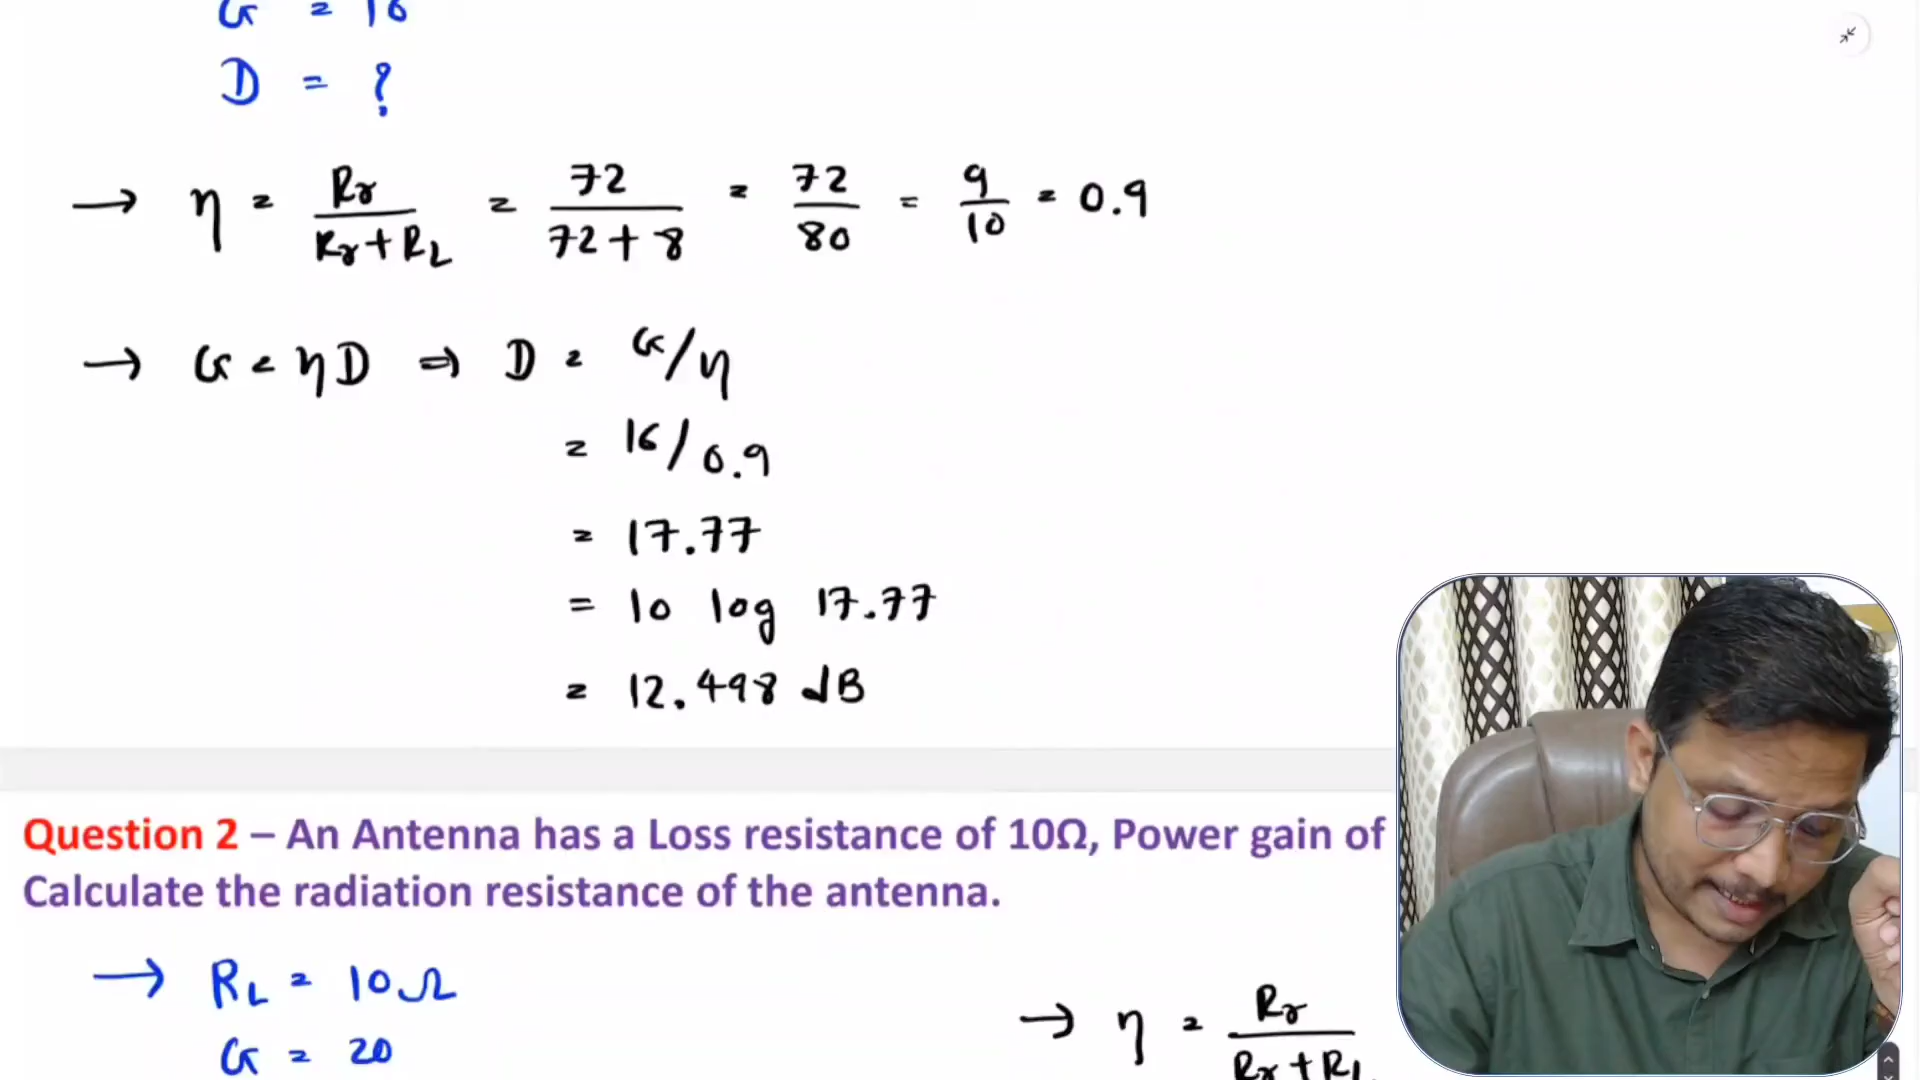 G = 16
D = ?
→ η = Rr / Rr + RL = 72 / 72 + 8 = 72 / 80 = 9 / 10 = 0.9
→ G = ηD ⇒ D = G/η
= 16/0.9
= 17.77
= 10 log 17.77
= 12.498 dB
Question 2 – An Antenna has a Loss resistance of 10Ω, Power gain of
Calculate the radiation resistance of the antenna.
→ RL = 10Ω
→ η = Rr / Rr + RL
G = 20